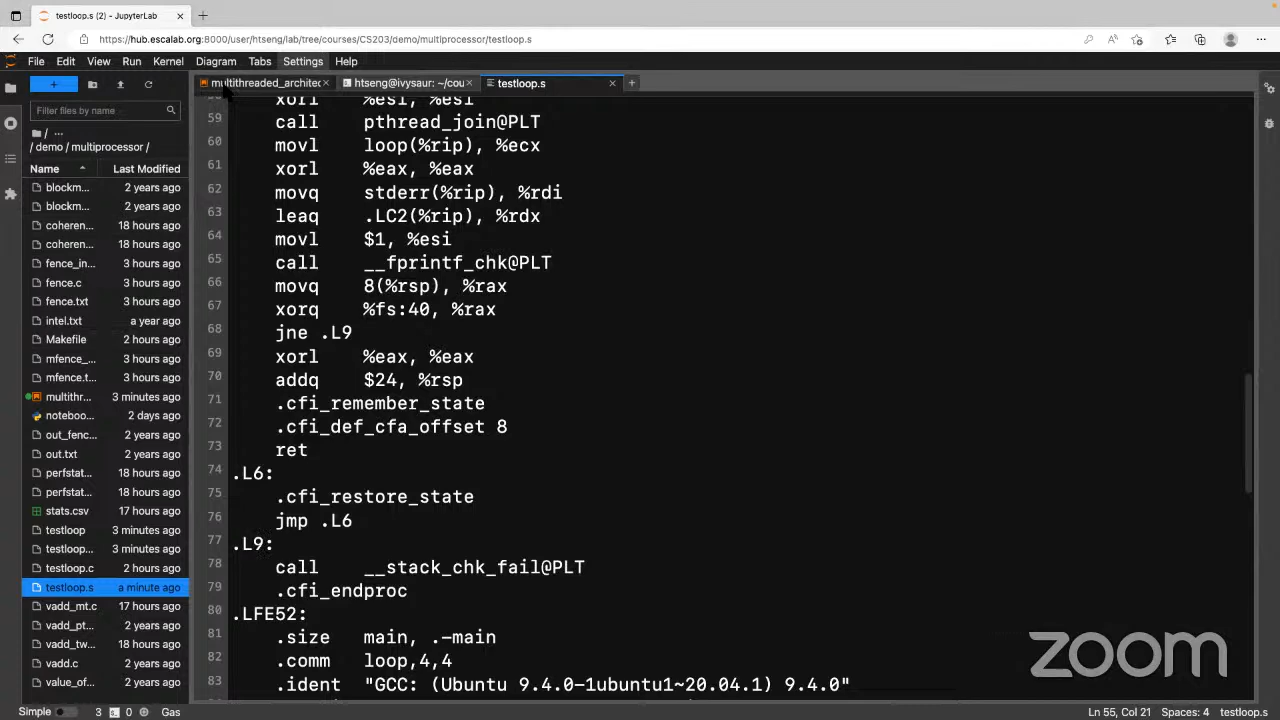 testloop.s (2) - JupyterLab
https://hub.escalab.org:8000/user/htseng/lab/tree/courses/CS203/demo/multiprocessor/testloop.s
File Edit View Run Kernel Diagram Tabs Settings Help
multithreaded_architec
htseng@ivysaur: ~/cou
testloop.s
Filter files by name
/ ...
/ demo / multiprocessor /
Name Last Modified
blockm... 2 years ago
blockm... 2 years ago
coheren... 18 hours ago
coheren... 18 hours ago
fence_in... 3 hours ago
fence.c 3 hours ago
fence.txt 3 hours ago
intel.txt a year ago
Makefile 2 hours ago
mfence_... 3 hours ago
mfence.t... 3 hours ago
multithr... 3 minutes ago
noteboo... 2 days ago
out_fenc... 2 years ago
out.txt 2 years ago
perfstat... 18 hours ago
perfstat... 18 hours ago
stats.csv 17 hours ago
testloop 3 minutes ago
testloop... 3 minutes ago
testloop.c 2 hours ago
testloop.s a minute ago
vadd_mt.c 17 hours ago
vadd_pt... 2 years ago
vadd_tw... 18 hours ago
vadd.c 2 years ago
value_of... 2 years ago
58 xorl %esi, %esi
59 call pthread_join@PLT
60 movl loop(%rip), %ecx
61 xorl %eax, %eax
62 movq stderr(%rip), %rdi
63 leaq .LC2(%rip), %rdx
64 movl $1, %esi
65 call __fprintf_chk@PLT
66 movq 8(%rsp), %rax
67 xorq %fs:40, %rax
68 jne .L9
69 xorl %eax, %eax
70 addq $24, %rsp
71 .cfi_remember_state
72 .cfi_def_cfa_offset 8
73 ret
74 .L6:
75 .cfi_restore_state
76 jmp .L6
77 .L9:
78 call __stack_chk_fail@PLT
79 .cfi_endproc
80 .LFE52:
81 .size main, .-main
82 .comm loop,4,4
83 .ident "GCC: (Ubuntu 9.4.0-1ubuntu1~20.04.1) 9.4.0"
zoom
Simple 3 0 Gas
Ln 55, Col 21 Spaces: 4 testloop.s